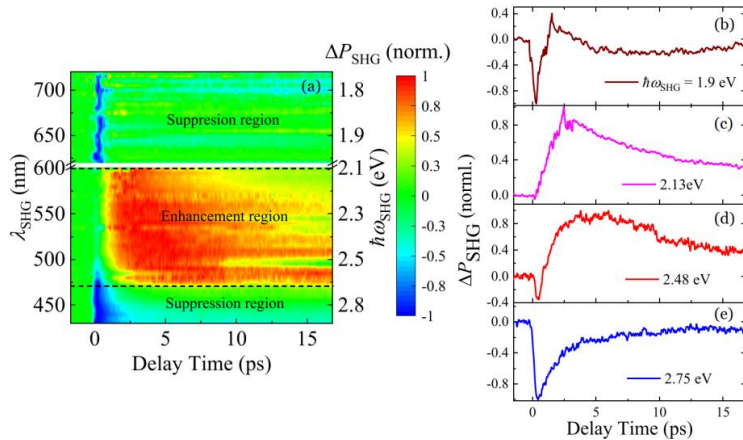 ΔP_SHG (norm.)
(a)
700
650
600
550
500
450
λ_SHG (nm)
Suppresion region
Enhancement region
Suppression region
1.8
1.9
2.1
2.3
2.5
2.8
ħω_SHG (eV)
0
5
10
15
Delay Time (ps)
1
0.8
0.5
0.3
0
-0.3
-0.5
-0.8
-1
0
5
10
15
0.4
0.0
-0.4
-0.8
(b)
ħω_SHG = 1.9 eV
0.8
0.4
0.0
(c)
2.13eV
0.8
0.4
0.0
-0.4
(d)
2.48 eV
0.0
-0.4
-0.8
(e)
2.75 eV
ΔP_SHG (norml.)
0
5
10
15
Delay Time (ps)